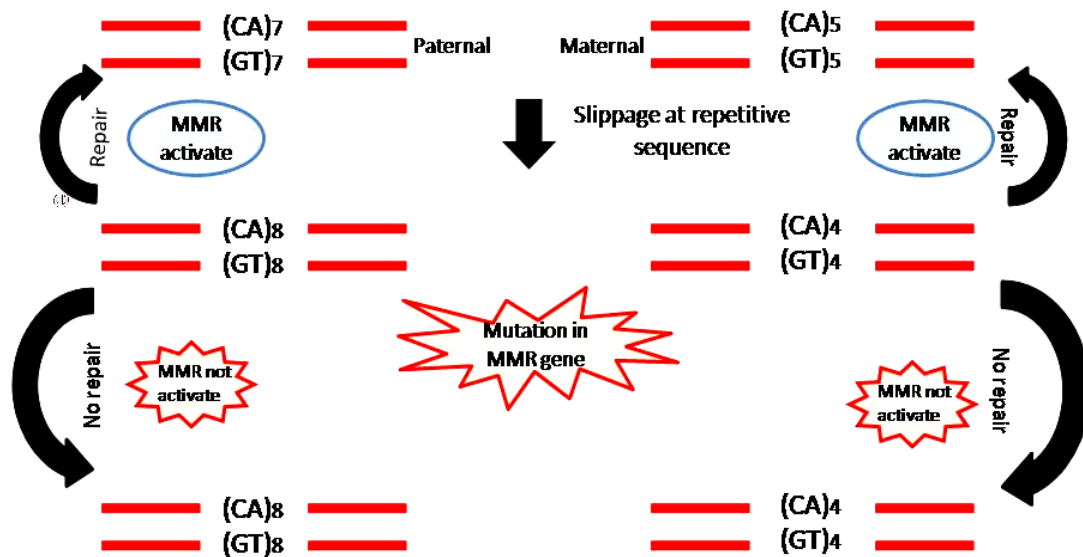 (CA)7
(GT)7
Paternal
Maternal
(CA)5
(GT)5
Repair
MMR
activate
Slippage at repetitive
sequence
MMR
activate
Repair
(CA)8
(GT)8
(CA)4
(GT)4
No repair
MMR not
activate
Mutation in
MMR gene
MMR not
activate
No repair
(CA)8
(GT)8
(CA)4
(GT)4